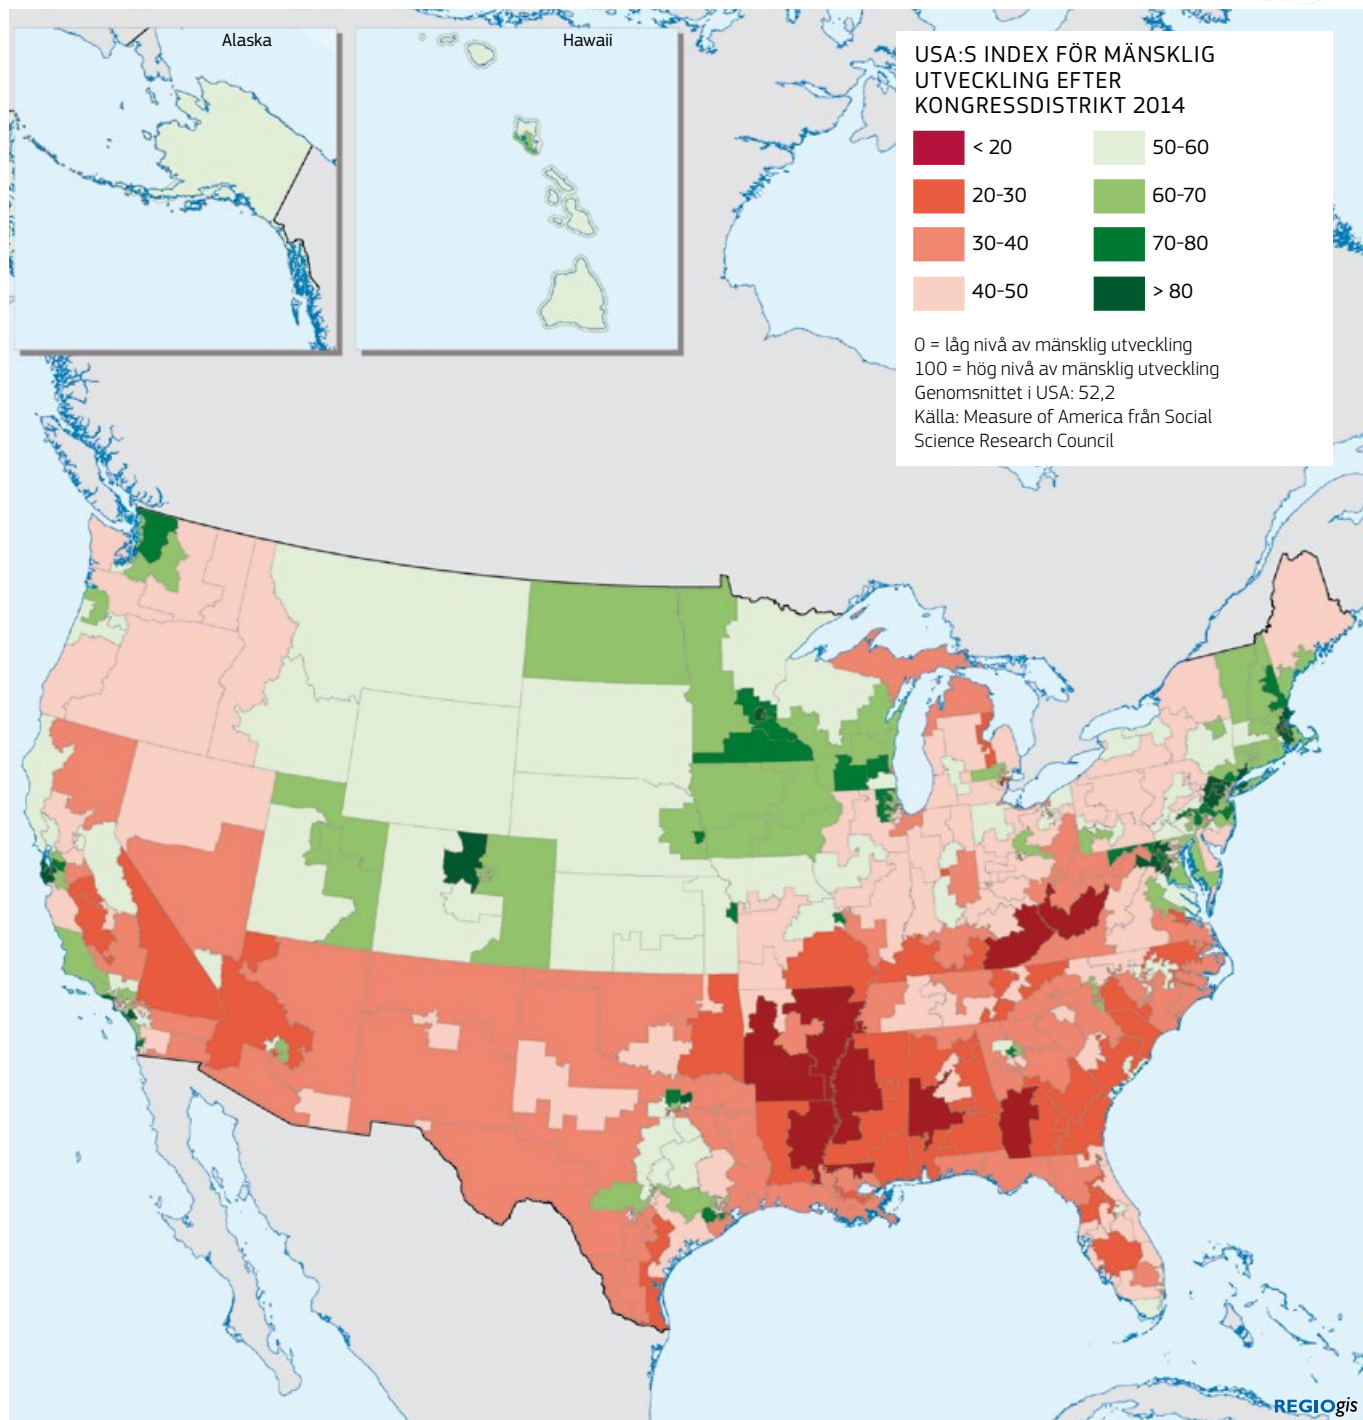 Alaska
Hawaii
USA:S INDEX FÖR MÄNSKLIG
UTVECKLING EFTER
KONGRESSDISTRIKT 2014
< 20
20-30
30-40
40-50
50-60
60-70
70-80
> 80
0 = låg nivå av mänsklig utveckling
100 = hög nivå av mänsklig utveckling
Genomsnittet i USA: 52,2
Källa: Measure of America från Social
Science Research Council
REGIOgis